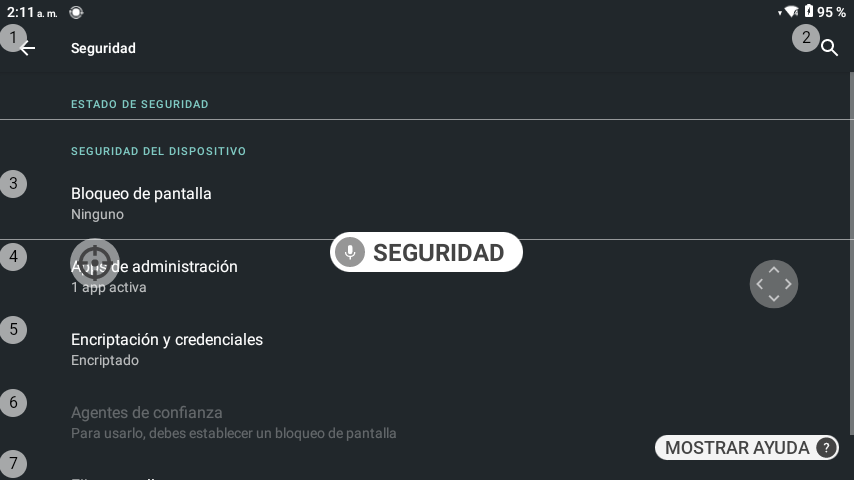 2:11 a. m.
95 %
1
Seguridad
2
ESTADO DE SEGURIDAD
SEGURIDAD DEL DISPOSITIVO
3
Bloqueo de pantalla
Ninguno
SEGURIDAD
4
Apps de administración
1 app activa
5
Encriptación y credenciales
Encriptado
6
Agentes de confianza
Para usarlo, debes establecer un bloqueo de pantalla
MOSTRAR AYUDA ?
7